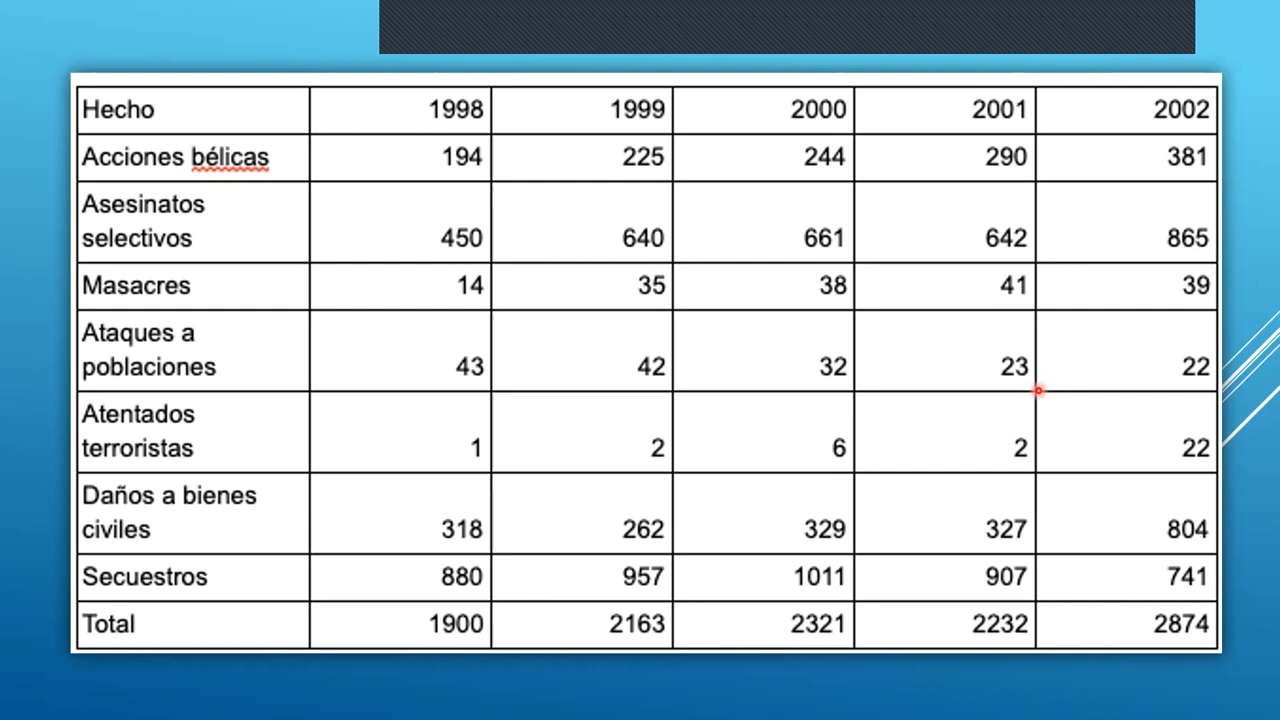 Hecho 1998 1999 2000 2001 2002
Acciones bélicas 194 225 244 290 381
Asesinatos
selectivos 450 640 661 642 865
Masacres 14 35 38 41 39
Ataques a
poblaciones 43 42 32 23 22
Atentados
terroristas 1 2 6 2 22
Daños a bienes
civiles 318 262 329 327 804
Secuestros 880 957 1011 907 741
Total 1900 2163 2321 2232 2874